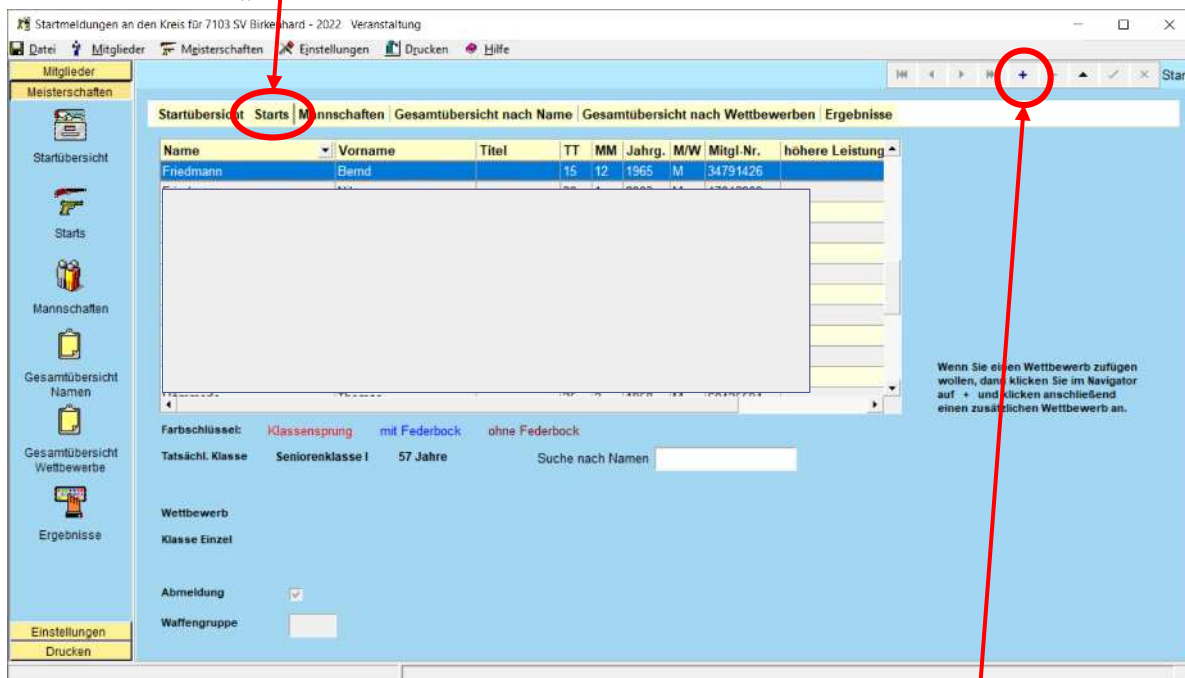 Startmeldungen an den Kreis für 7103 SV Birkenhard - 2022 Veranstaltung
Datei Mitglieder Meisterschaften Einstellungen Drucken Hilfe
Mitglieder
Meisterschaften
+ Star
Startübersicht Starts Mannschaften Gesamtübersicht nach Name Gesamtübersicht nach Wettbewerben Ergebnisse
Name Vorname Titel TT MM Jahrg. M/W Mitgl-Nr. höhere Leistung
Friedmann Bernd 15 12 1965 M 34791426
Startübersicht
Starts
Mannschaften
Gesamtübersicht
Namen
Gesamtübersicht
Wettbewerbe
Ergebnisse
Einstellungen
Drucken
Wenn Sie einen Wettbewerb zufügen
wollen, dann klicken Sie im Navigator
auf + und klicken anschließend
einen zusätzlichen Wettbewerb an.
Farbschlüssel: Klassensprung mit Federbock ohne Federbock
Tatsächl. Klasse Seniorenklasse I 57 Jahre Suche nach Namen
Wettbewerb
Klasse Einzel
Abmeldung
Waffengruppe